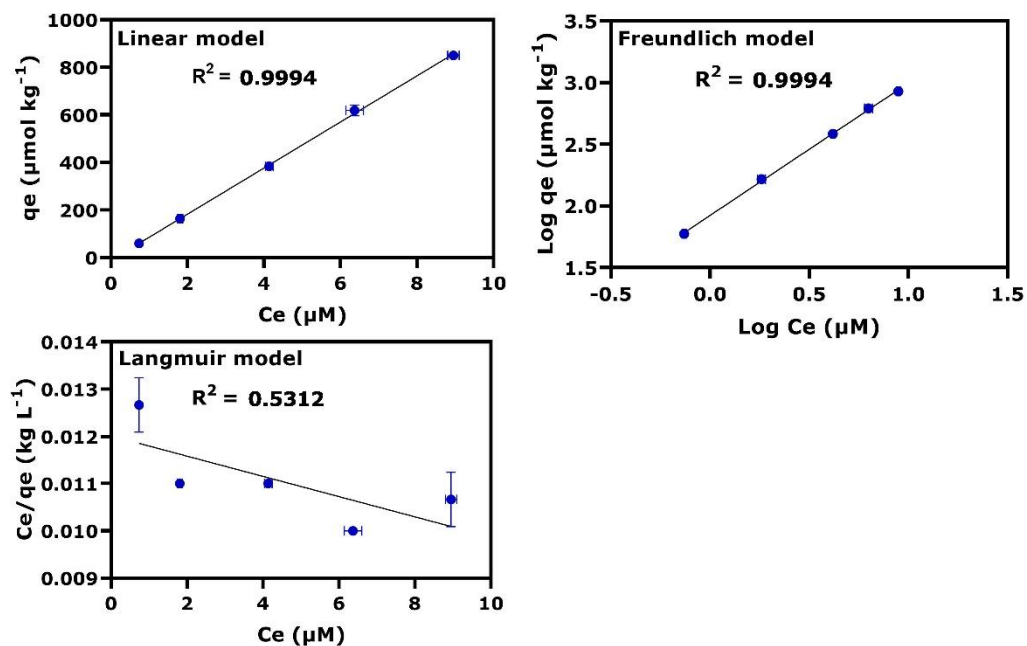 Linear model
R² = 0.9994
qe (µmol kg⁻¹)
1000
800
600
400
200
0
0 2 4 6 8 10
Ce (µM)
Freundlich model
R² = 0.9994
Log qe (µmol kg⁻¹)
3.5
3.0
2.5
2.0
1.5
-0.5 0.0 0.5 1.0 1.5
Log Ce (µM)
Langmuir model
R² = 0.5312
Ce/qe (kg L⁻¹)
0.014
0.013
0.012
0.011
0.010
0.009
0 2 4 6 8 10
Ce (µM)